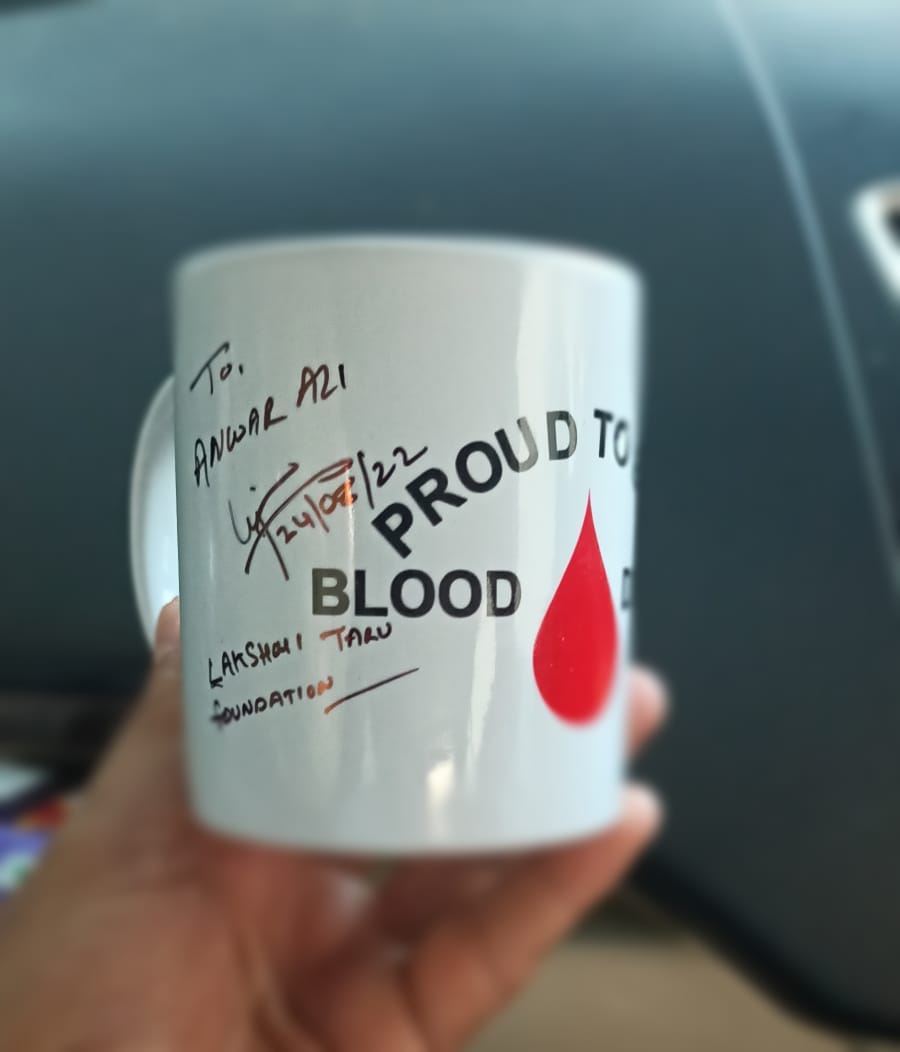 To,
ANWAR ALI
24/08/22
PROUD TO
BLOOD D
LAKSHMI TARU
FOUNDATION